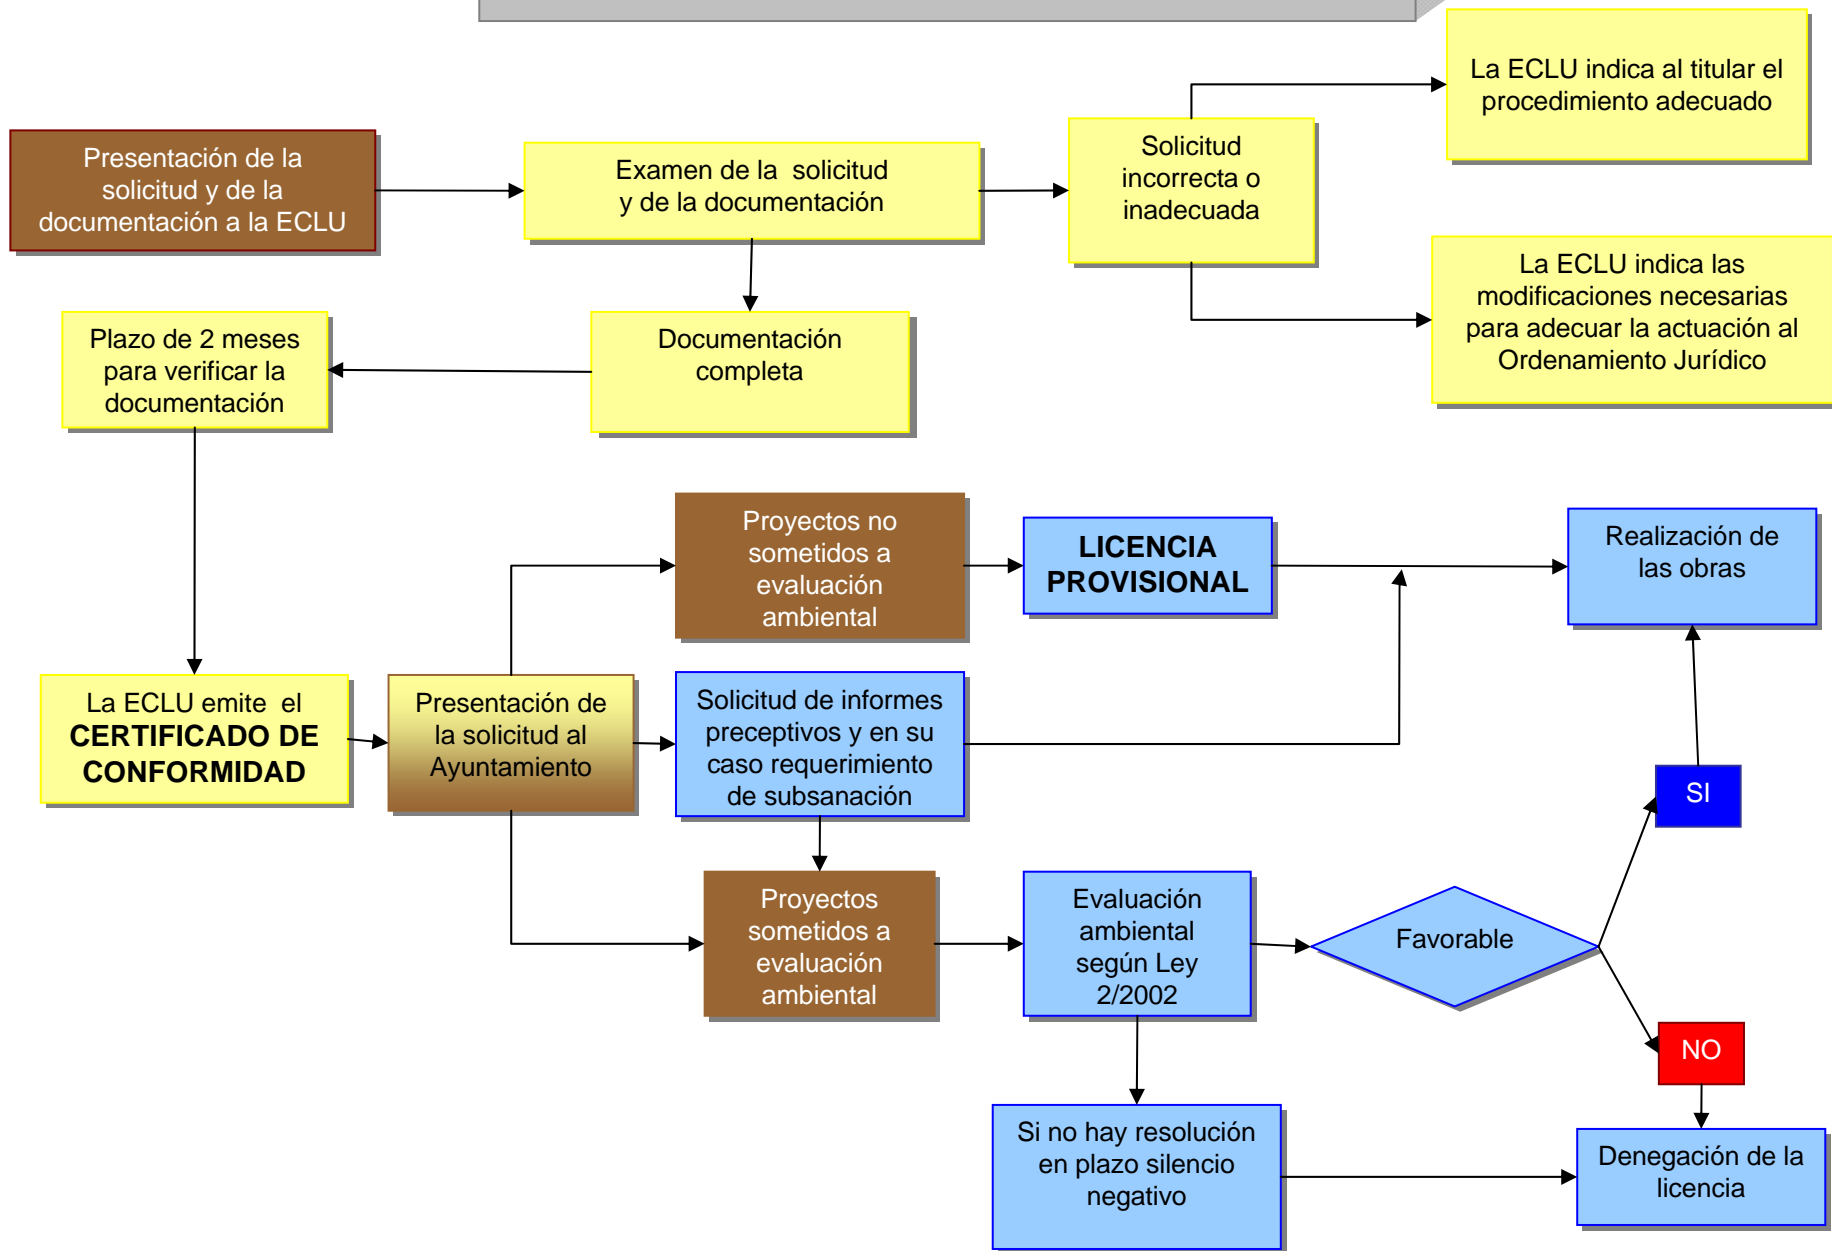 La ECLU indica al titular el
procedimiento adecuado
Presentación de la
solicitud y de la
documentación a la ECLU
Examen de la solicitud
y de la documentación
Solicitud
incorrecta o
inadecuada
La ECLU indica las
modificaciones necesarias
para adecuar la actuación al
Ordenamiento Jurídico
Plazo de 2 meses
para verificar la
documentación
Documentación
completa
Proyectos no
sometidos a
evaluación
ambiental
LICENCIA
PROVISIONAL
Realización de
las obras
La ECLU emite el
CERTIFICADO DE
CONFORMIDAD
Presentación de
la solicitud al
Ayuntamiento
Solicitud de informes
preceptivos y en su
caso requerimiento
de subsanación
SI
Proyectos
sometidos a
evaluación
ambiental
Evaluación
ambiental
según Ley
2/2002
Favorable
NO
Si no hay resolución
en plazo silencio
negativo
Denegación de la
licencia